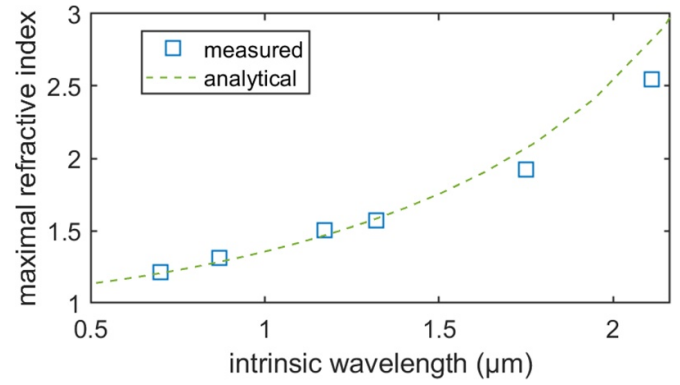 3
2.5
2
1.5
1
maximal refractive index
measured
analytical
0.5
1
1.5
2
intrinsic wavelength (μm)